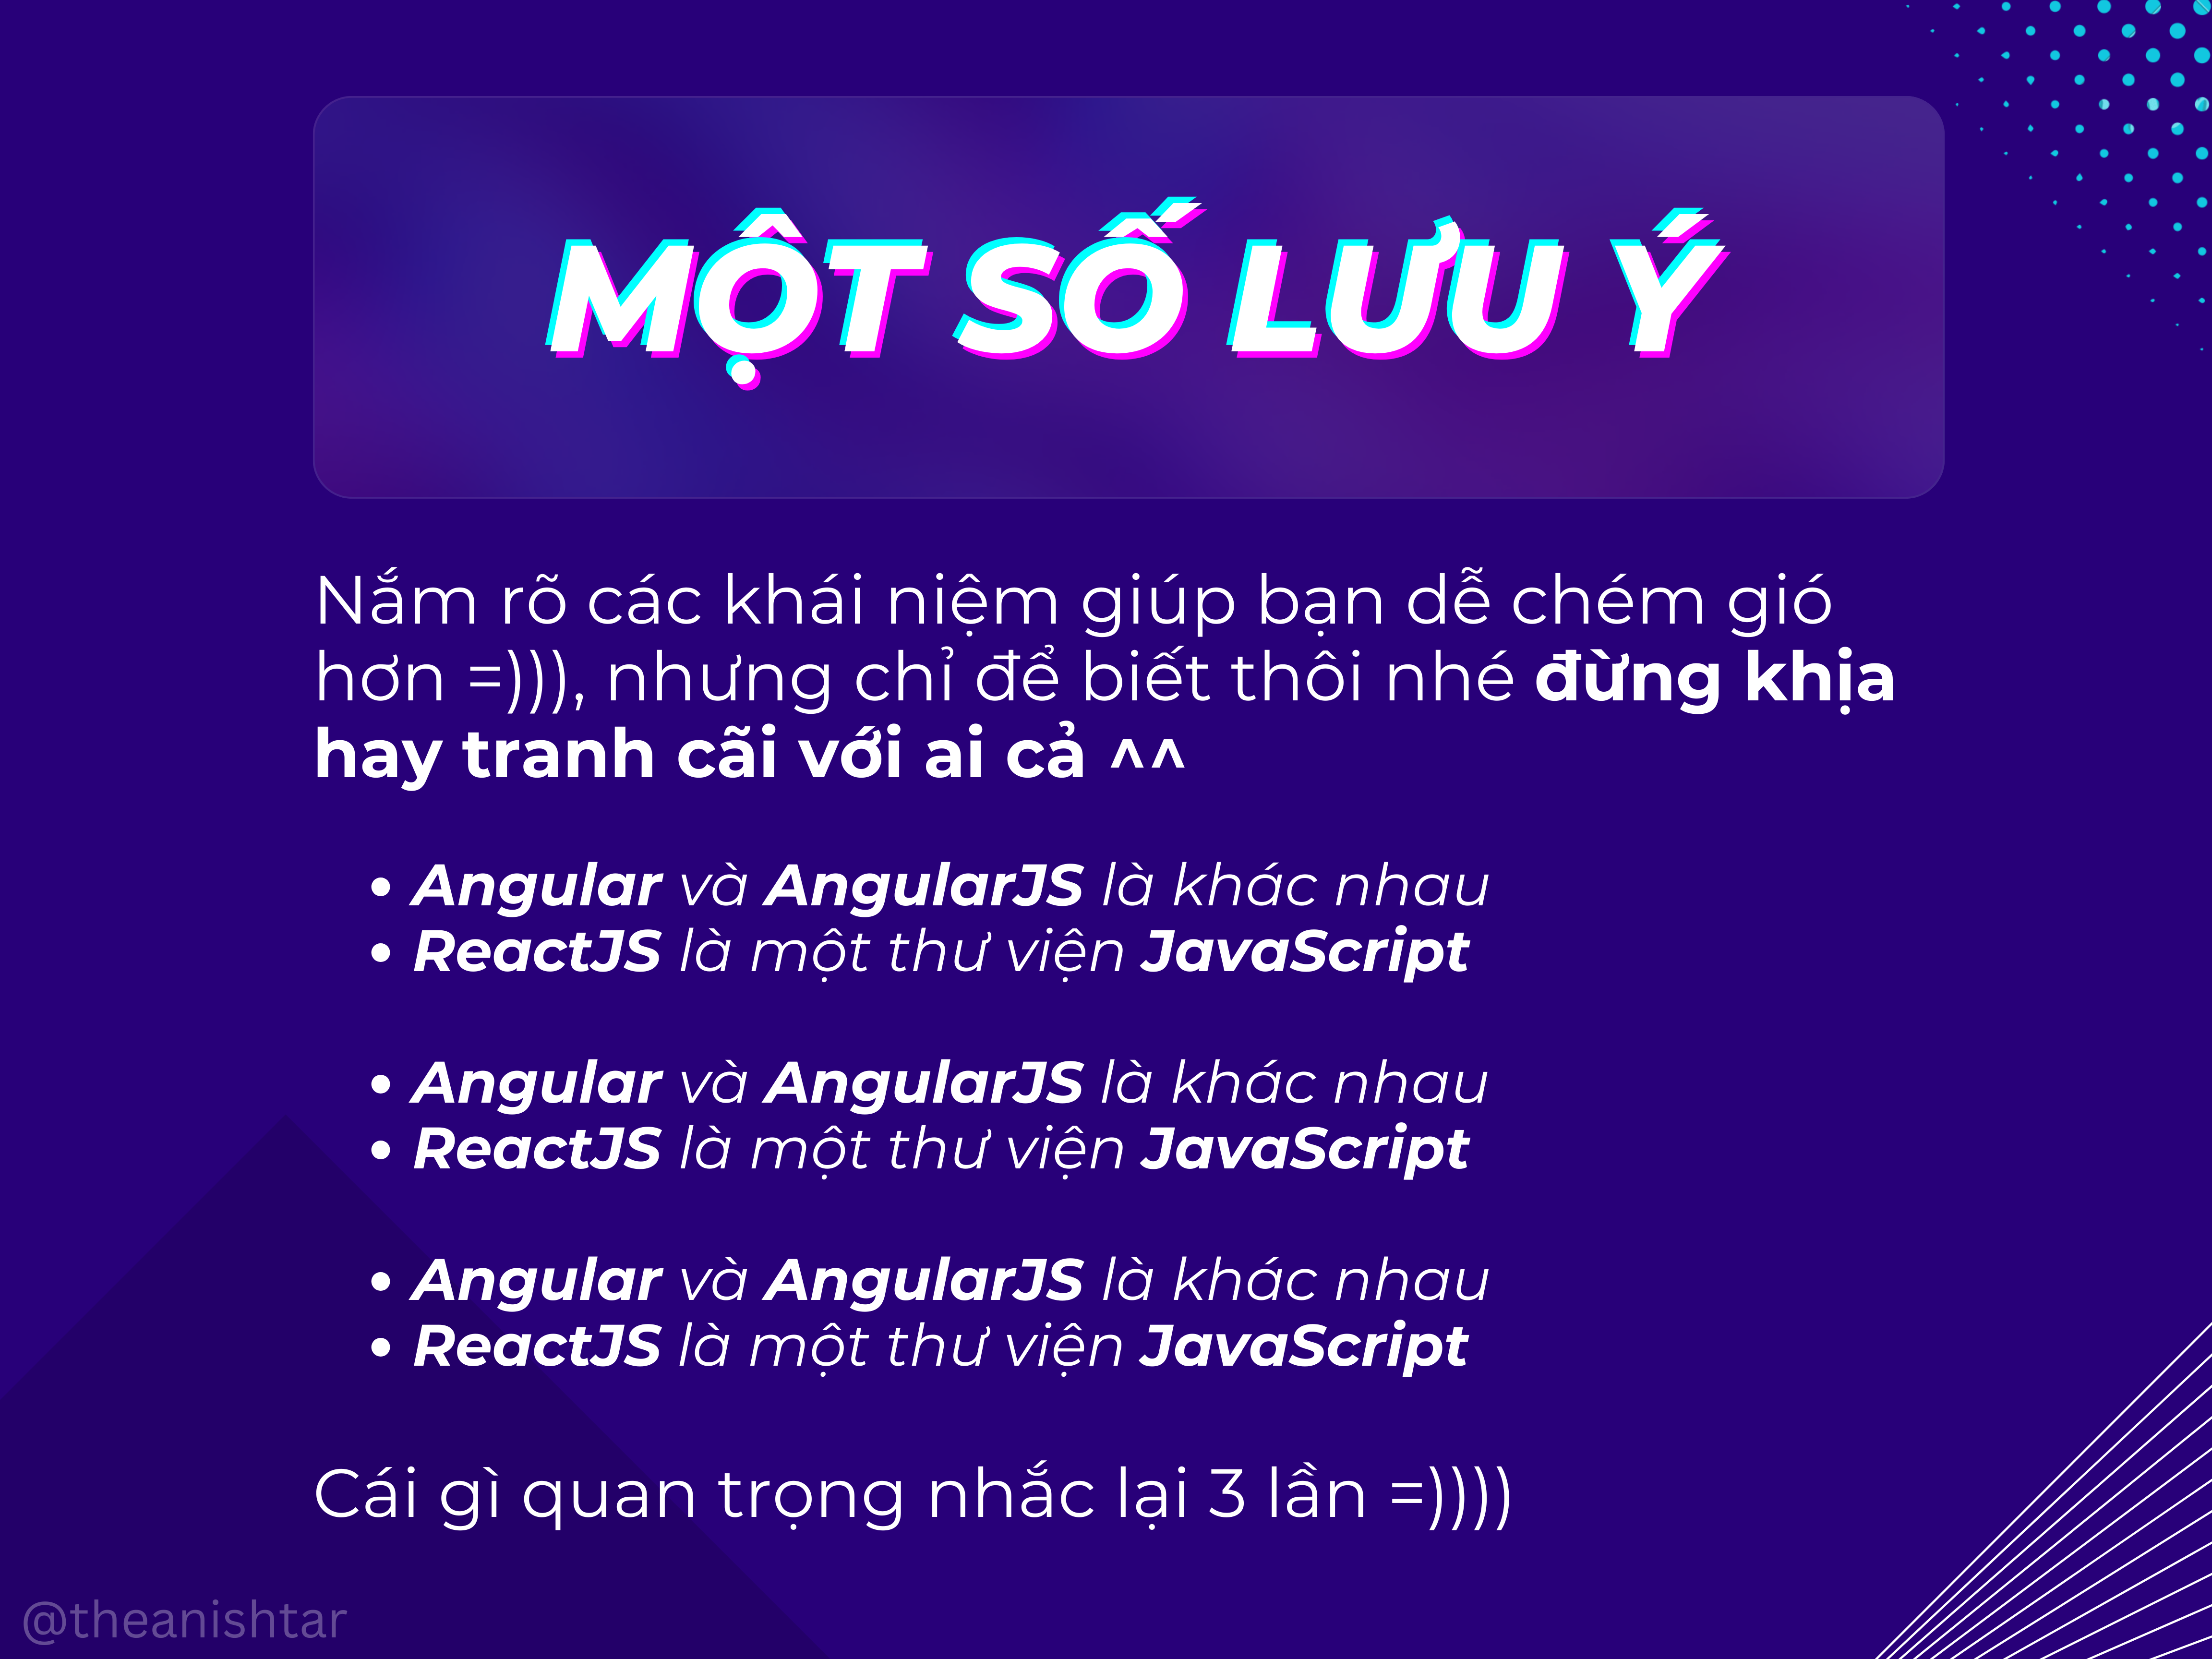 MỘT SỐ LƯU Ý
Nắm rõ các khái niệm giúp bạn dễ chém gió
hơn =))), nhưng chỉ để biết thôi nhé đừng khịa
hay tranh cãi với ai cả ^^
• Angular và AngularJS là khác nhau
• ReactJS là một thư viện JavaScript
• Angular và AngularJS là khác nhau
• ReactJS là một thư viện JavaScript
• Angular và AngularJS là khác nhau
• ReactJS là một thư viện JavaScript
Cái gì quan trọng nhắc lại 3 lần =))))
@theanishtar